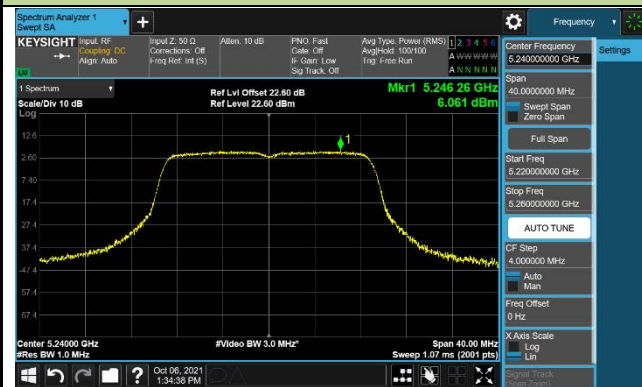 Spectrum Analyzer 1
Swept SA
Frequency
KEYSIGHT
Input: RF
Coupling: DC
Align: Auto
Input Z: 50 Ω
Corrections: Off
Freq Ref: Int (S)
Atten: 10 dB
PNO: Fast
Gate: Off
IF Gain: Low
Sig Track: Off
Avg Type: Power (RMS)
Avg|Hold: 100/100
Trig: Free Run
1 2 3 4 5 6
A W W W W W
A N N N N N
LW
1 Spectrum
Scale/Div 10 dB
Log
Ref Lvl Offset 22.60 dB
Ref Level 22.60 dBm
Mkr1 5.246 26 GHz
6.061 dBm
1
12.6
2.60
-7.40
-17.4
-27.4
-37.4
-47.4
-57.4
-67.4
Center 5.24000 GHz
#Res BW 1.0 MHz
#Video BW 3.0 MHz*
Span 40.00 MHz
Sweep 1.07 ms (2001 pts)
Center Frequency
5.240000000 GHz
Settings
Span
40.0000000 MHz
Swept Span
Zero Span
Full Span
Start Freq
5.220000000 GHz
Stop Freq
5.260000000 GHz
AUTO TUNE
CF Step
4.000000 MHz
Auto
Man
Freq Offset
0 Hz
X Axis Scale
Log
Lin
Signal Track
(Span Zoom)
Oct 06, 2021
1:34:38 PM